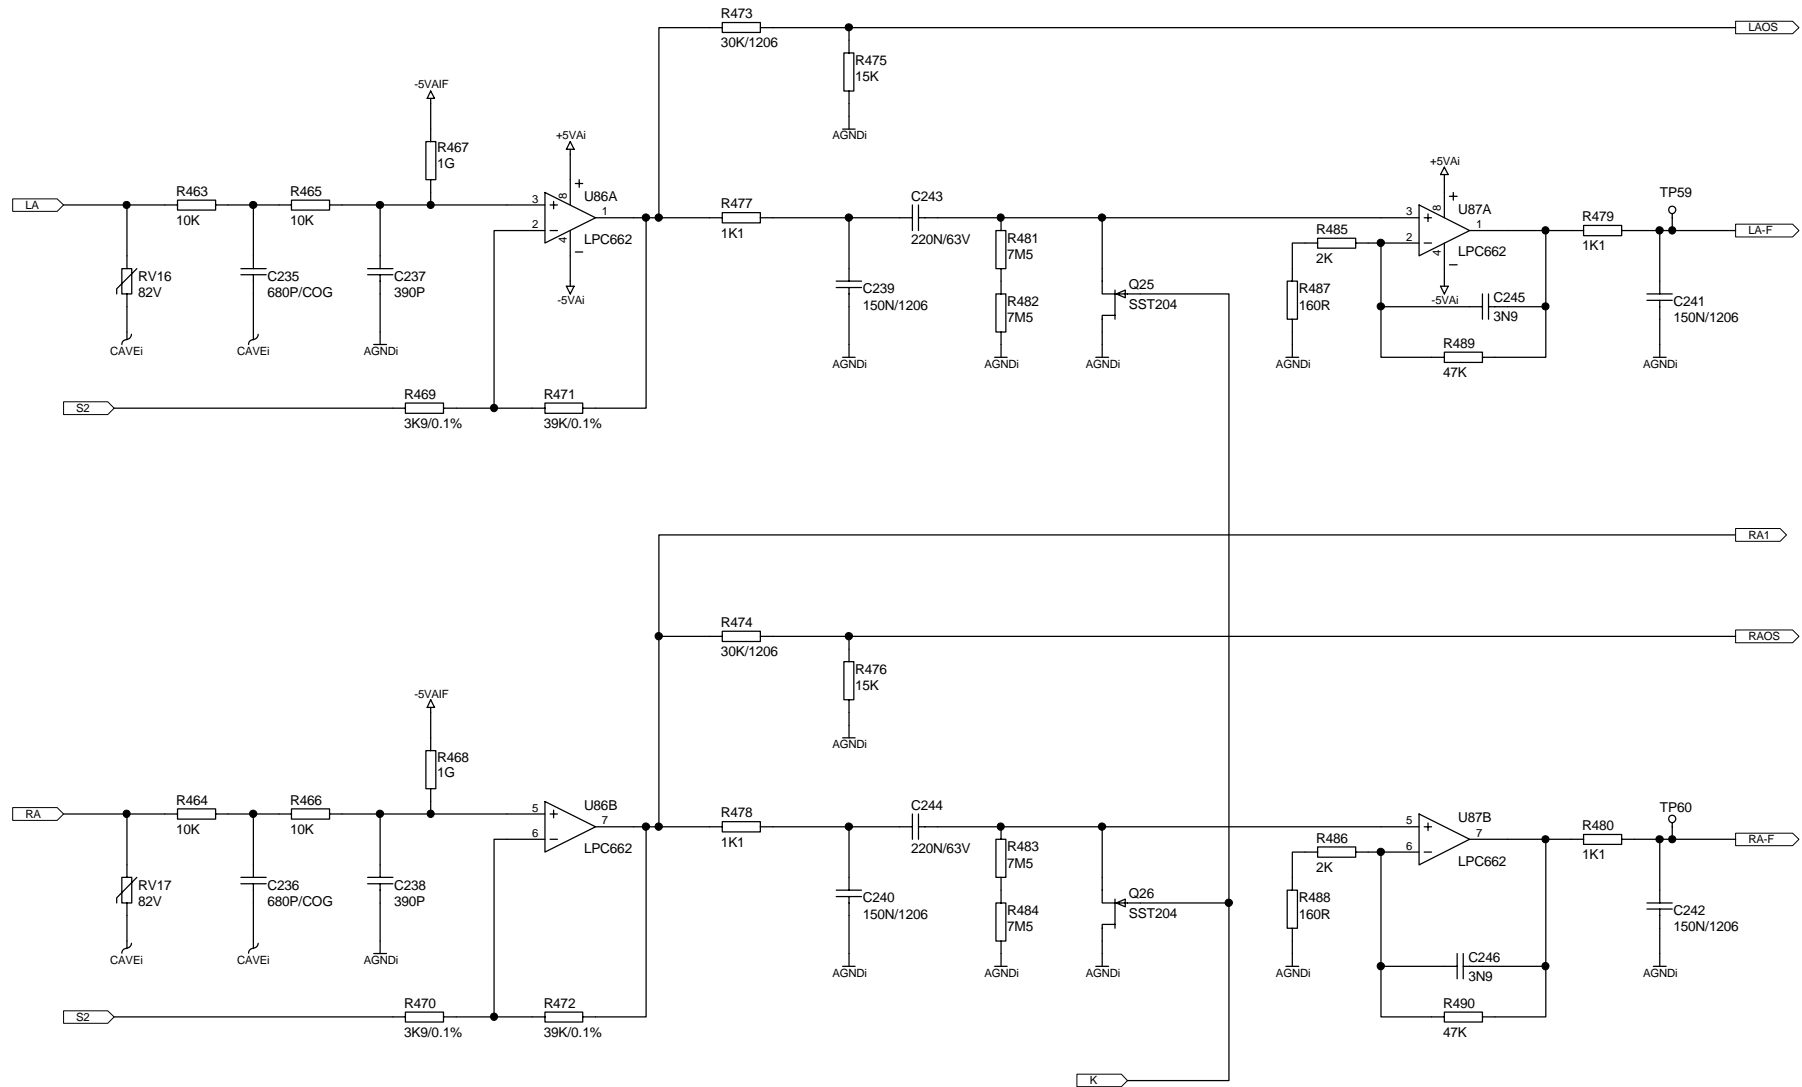 R473
30K/1206
LAOS
R475
15K
AGNDi
-5VAIF
R467
1G
+5VAi
+
8
U86A
3
+
1
2
−
4
LPC662
−
-5VAi
LA
R463
10K
R465
10K
RV16
82V
CAVEi
C235
680P/COG
CAVEi
C237
390P
AGNDi
R477
1K1
C239
150N/1206
AGNDi
C243
220N/63V
R481
7M5
R482
7M5
AGNDi
Q25
SST204
AGNDi
+5VAi
+
8
U87A
3
+
1
2
−
4
LPC662
−
-5VAi
R485
2K
R487
160R
AGNDi
C245
3N9
R489
47K
R479
1K1
TP59
LA-F
C241
150N/1206
AGNDi
S2
R469
3K9/0.1%
R471
39K/0.1%
RA1
R474
30K/1206
RAOS
R476
15K
AGNDi
-5VAIF
R468
1G
RA
R464
10K
R466
10K
RV17
82V
CAVEi
C236
680P/COG
CAVEi
C238
390P
AGNDi
U86B
5
+
7
6
−
LPC662
R478
1K1
C240
150N/1206
AGNDi
C244
220N/63V
R483
7M5
R484
7M5
AGNDi
Q26
SST204
AGNDi
U87B
5
+
7
6
−
LPC662
R486
2K
R488
160R
AGNDi
C246
3N9
R490
47K
R480
1K1
TP60
RA-F
C242
150N/1206
AGNDi
S2
R470
3K9/0.1%
R472
39K/0.1%
K